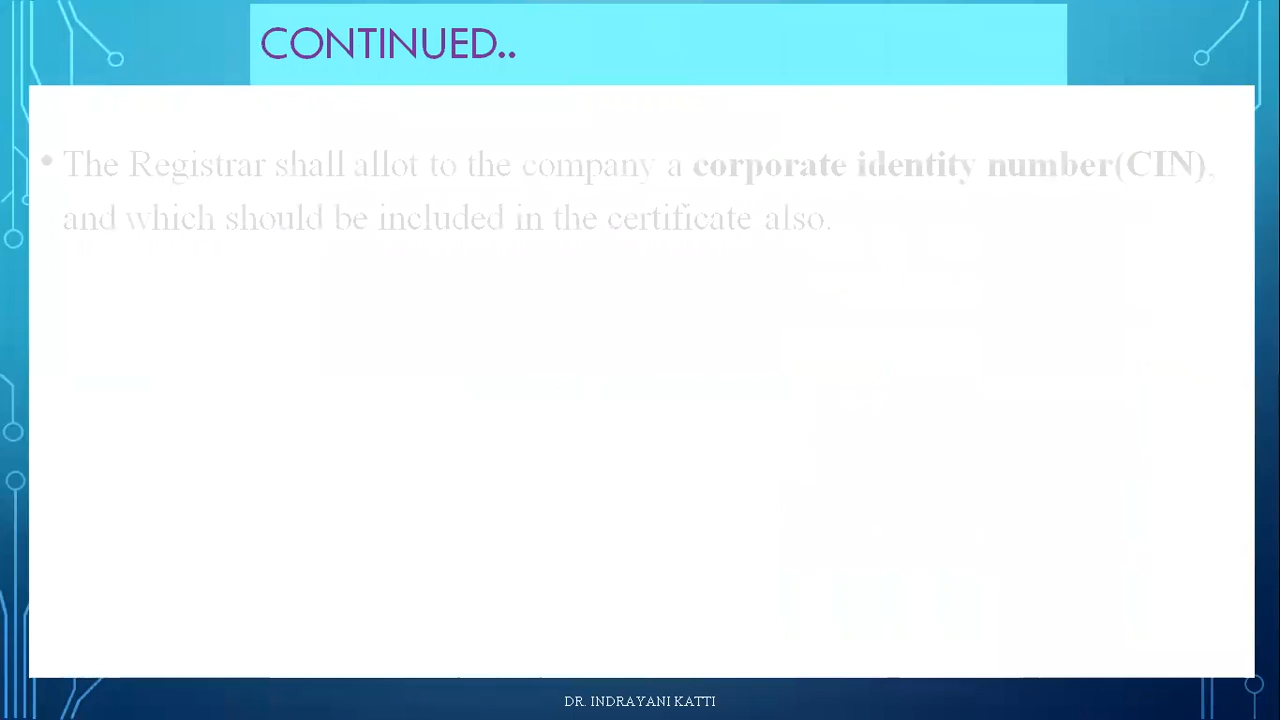 CONTINUED..
• The Registrar shall allot to the company a corporate identity number(CIN),
and which should be included in the certificate also.
DR. INDRAYANI KATTI